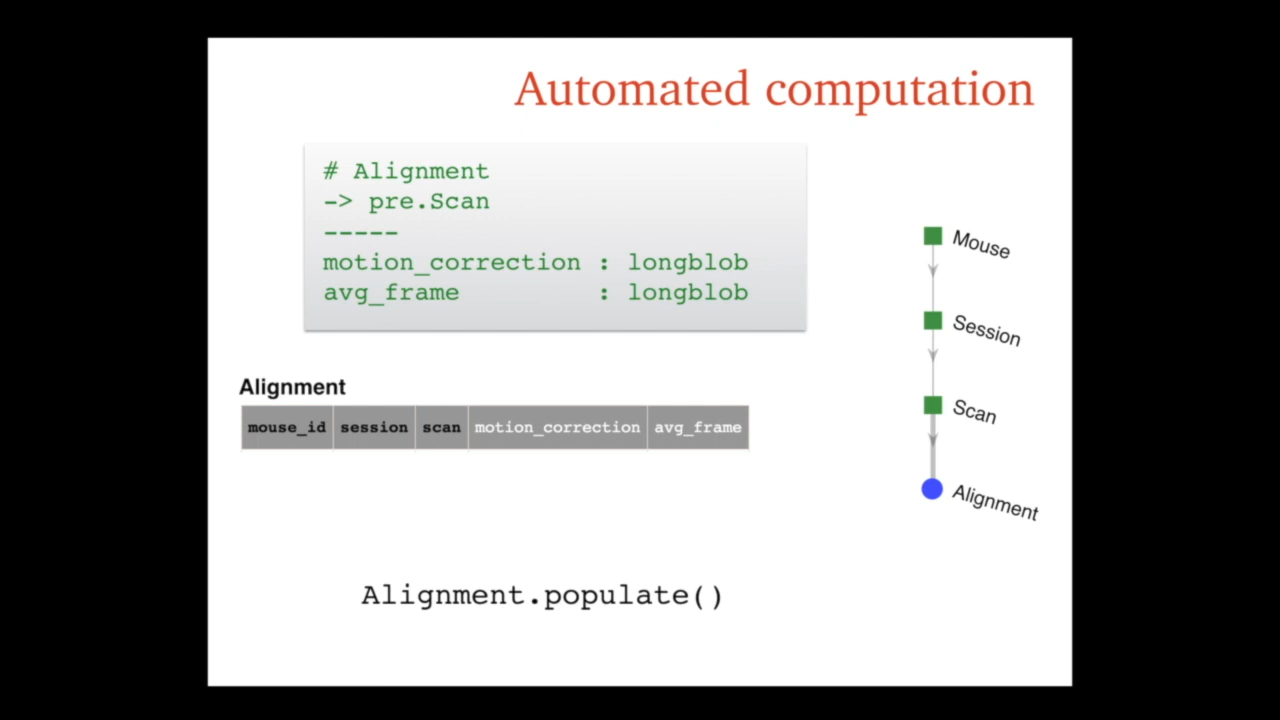 Automated computation
# Alignment
-> pre.Scan
-----
motion_correction : longblob
avg_frame : longblob
Mouse
Session
Scan
Alignment
Alignment
mouse_id session scan motion_correction avg_frame
Alignment.populate()